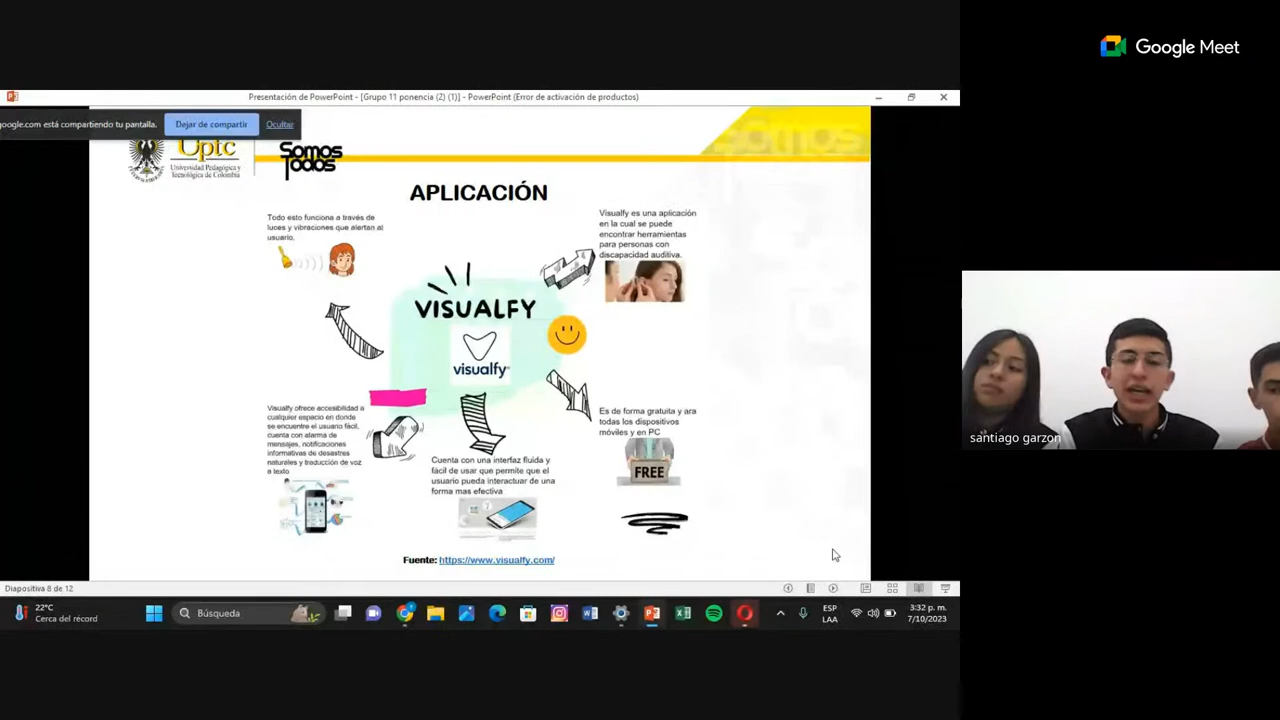 Google Meet
Presentación de PowerPoint - [Grupo 11 ponencia (2) (1)] - PowerPoint (Error de activación de productos)
google.com está compartiendo tu pantalla.
Dejar de compartir
Ocultar
Uptc
Universidad Pedagógica y
Tecnológica de Colombia
Somos
Todos
APLICACIÓN
Todo esto funciona a través de
luces y vibraciones que alertan al
usuario.
Visualfy es una aplicación
en la cual se puede
encontrar herramientas
para personas con
discapacidad auditiva.
VISUALFY
visualfy
Visualfy ofrece accesibilidad a
cualquier espacio en donde
se encuentre el usuario fácil,
cuenta con alarma de
mensajes, notificaciones
informativas de desastres
naturales y traducción de voz
a texto
Cuenta con una interfaz fluida y
fácil de usar que permite que el
usuario pueda interactuar de una
forma mas efectiva
Es de forma gratuita y ara
todas los dispositivos
móviles y en PC
FREE
Fuente: https://www.visualfy.com/
santiago garzon
Diapositiva 8 de 12
22°C
Cerca del récord
Búsqueda
ESP
LAA
3:32 p. m.
7/10/2023